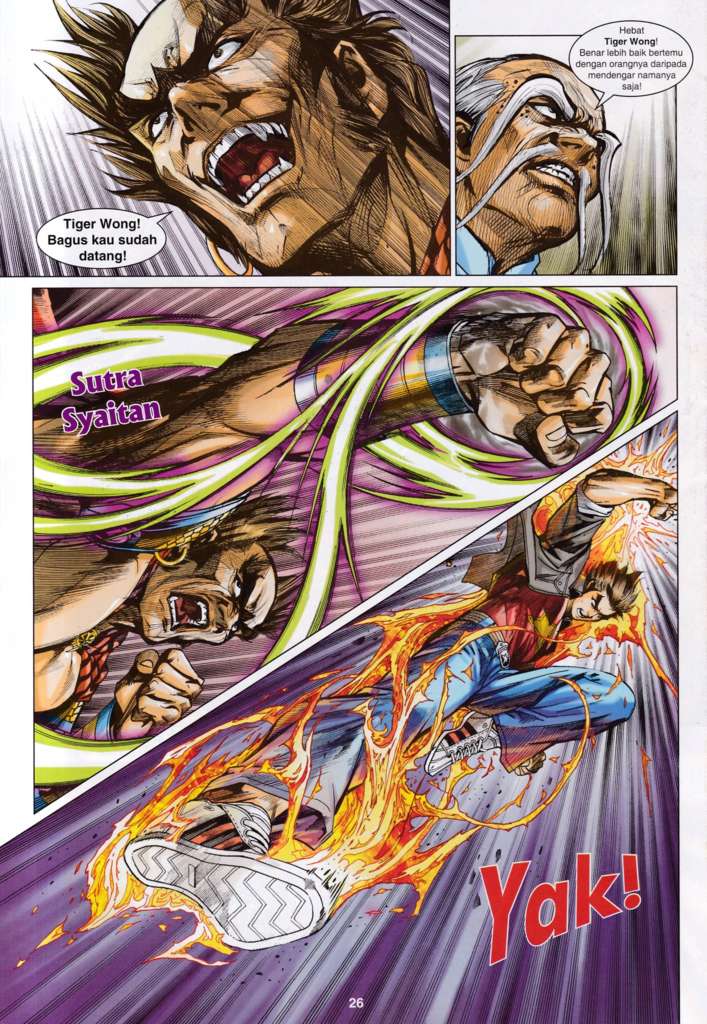 Tiger Wong!
Bagus kau sudah
datang!
Hebat
Tiger Wong!
Benar lebih baik bertemu
dengan orangnya daripada
mendengar namanya
saja!
Sutra
Syaitan
Yak!
26